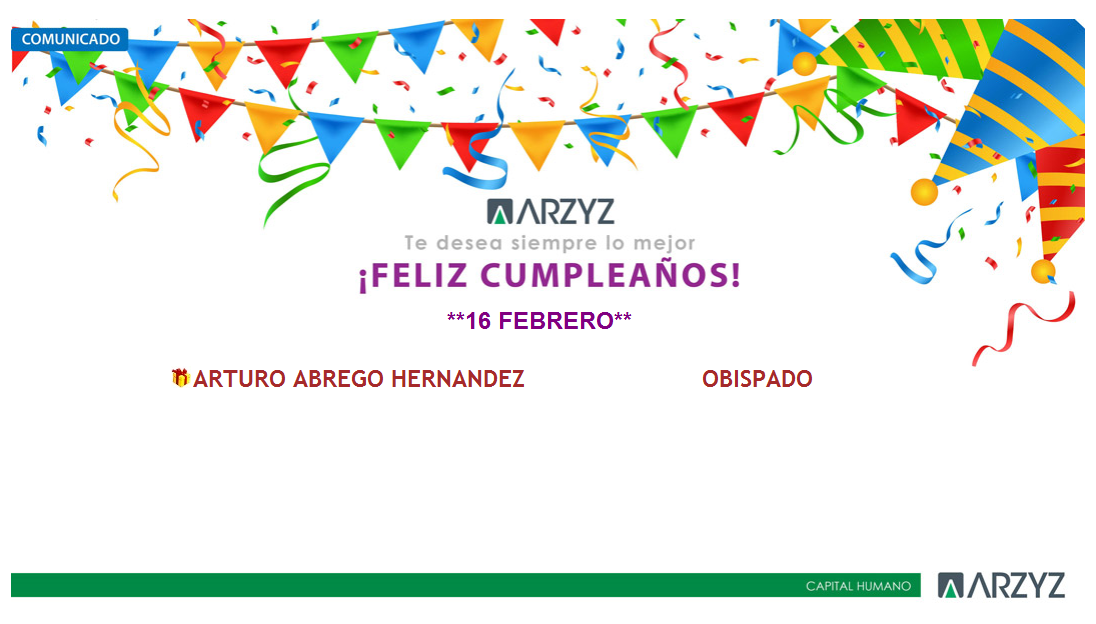 COMUNICADO
ARZYZ
Te desea siempre lo mejor
¡FELIZ CUMPLEAÑOS!
**16 FEBRERO**
ARTURO ABREGO HERNANDEZ OBISPADO
CAPITAL HUMANO ARZYZ